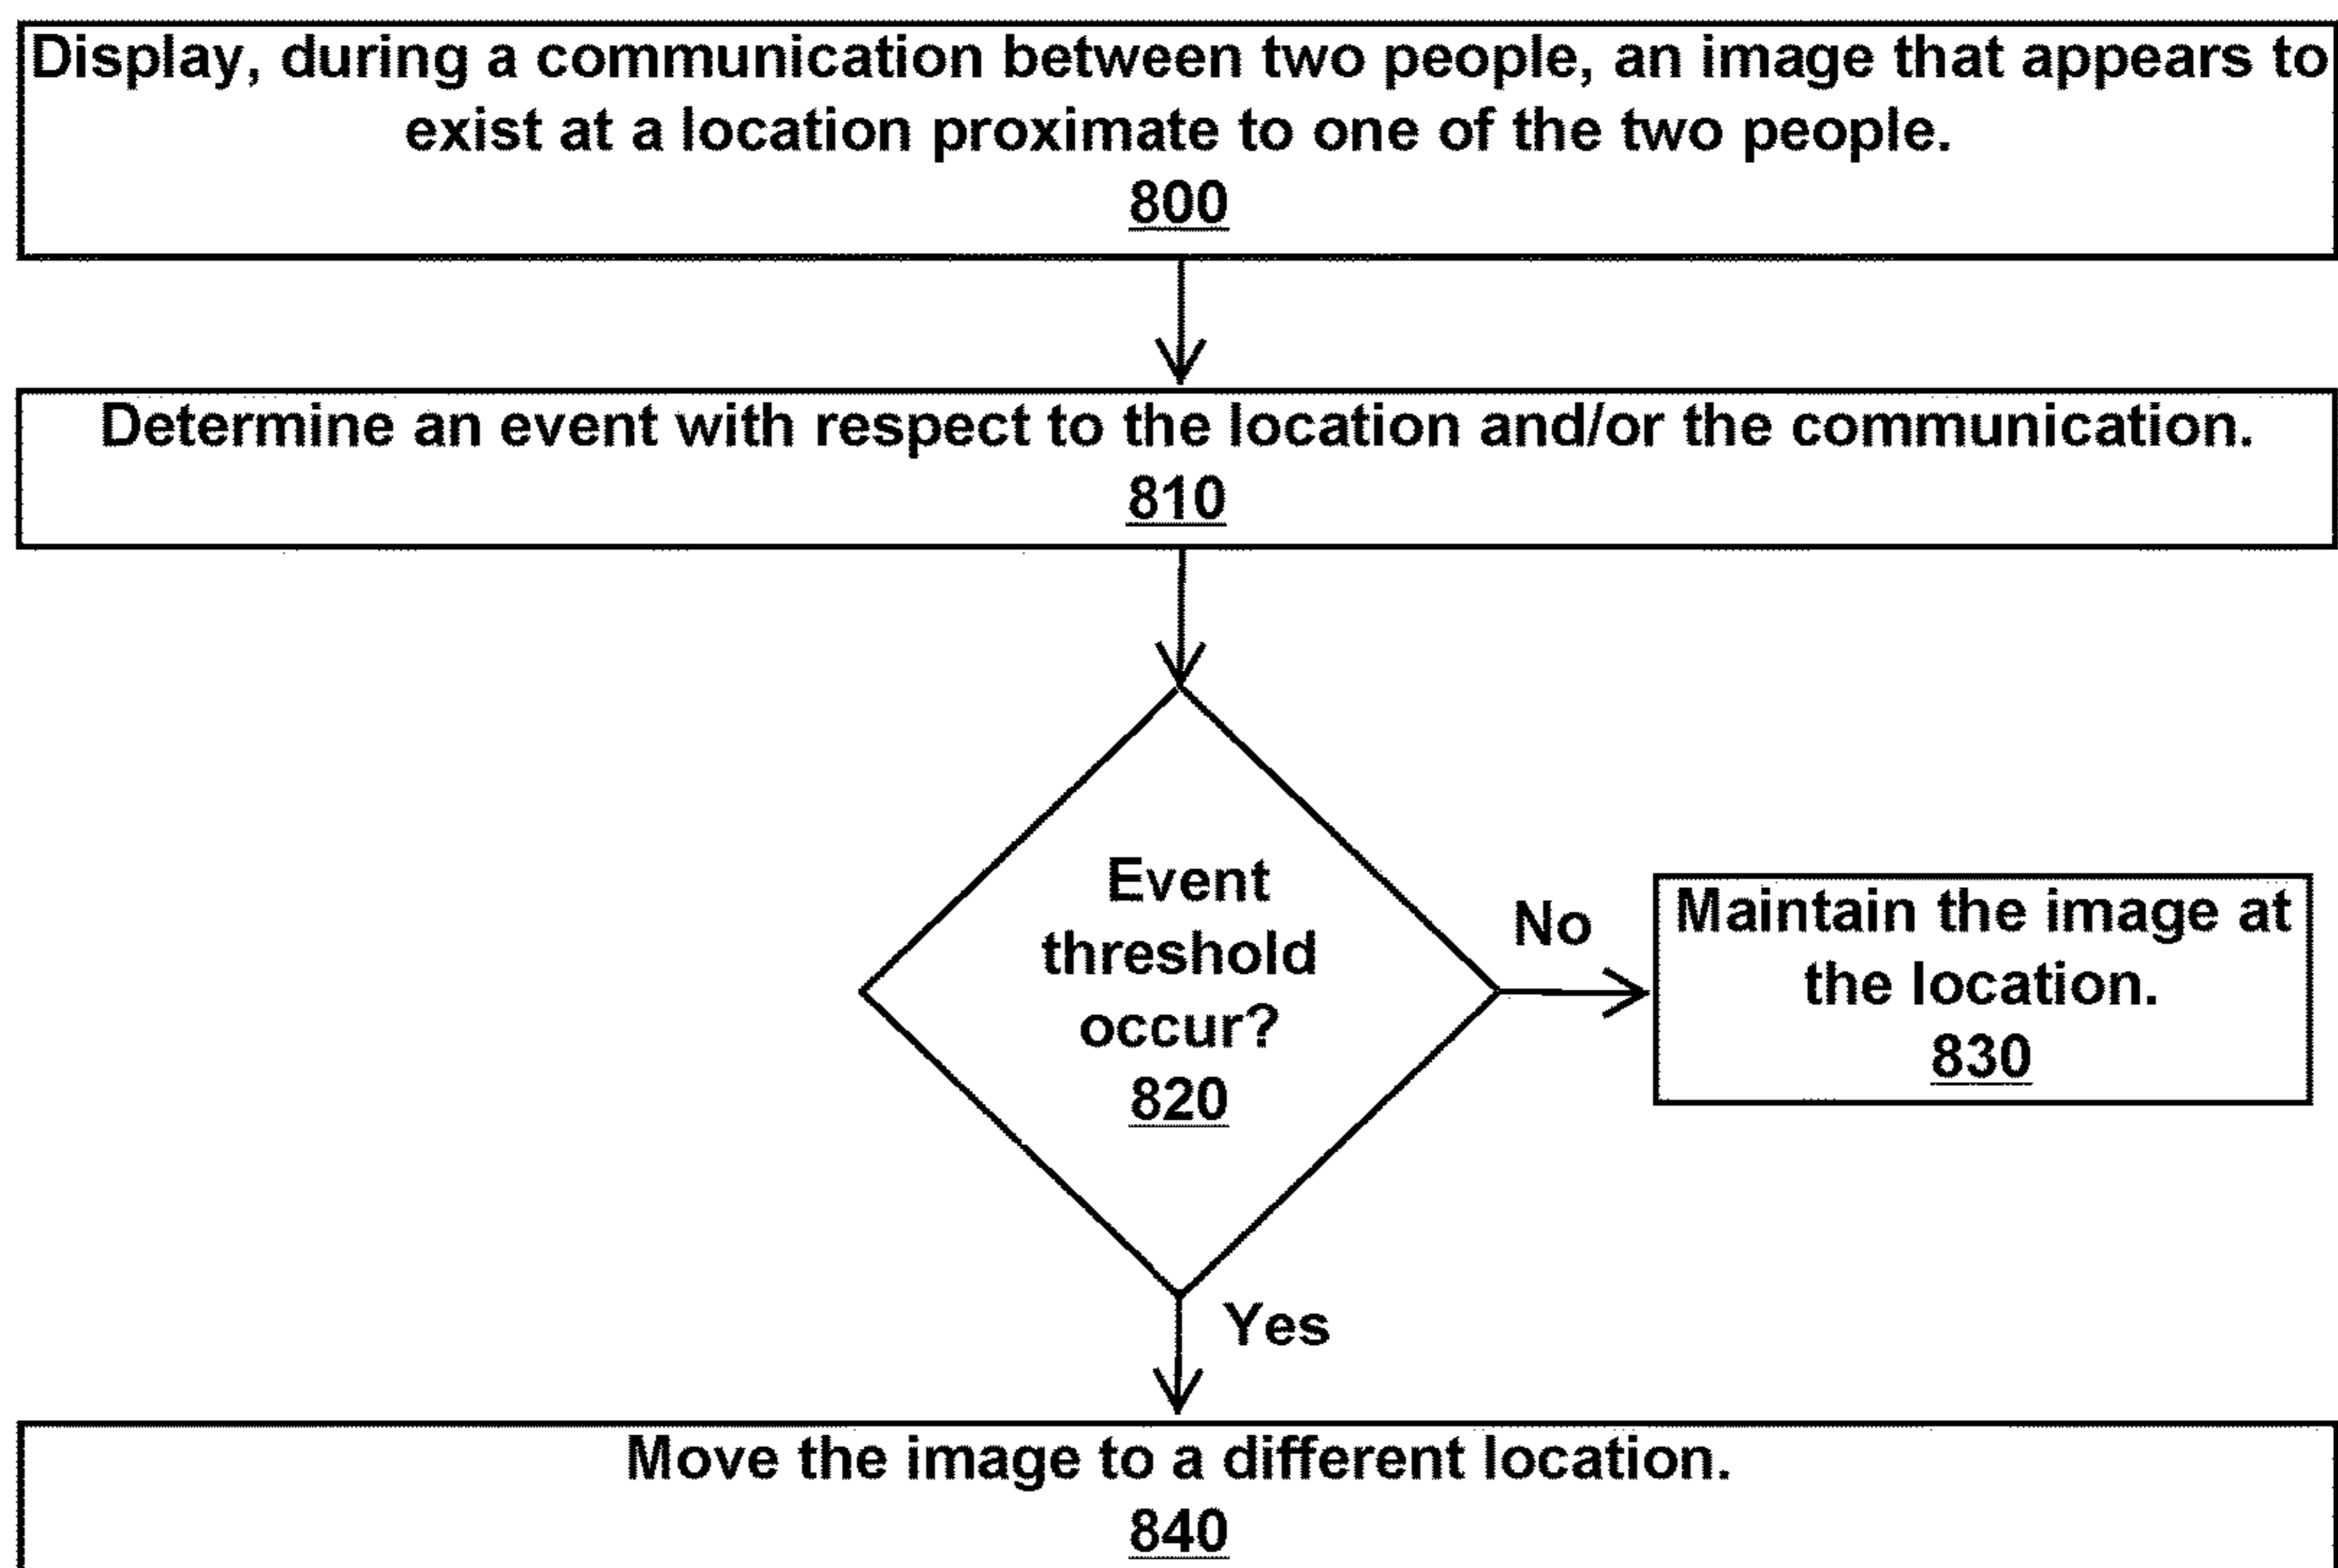 Display, during a communication between two people, an image that appears to
exist at a location proximate to one of the two people.
800
Determine an event with respect to the location and/or the communication.
810
Event
threshold
occur?
820
No
Maintain the image at
the location.
830
Yes
Move the image to a different location.
840